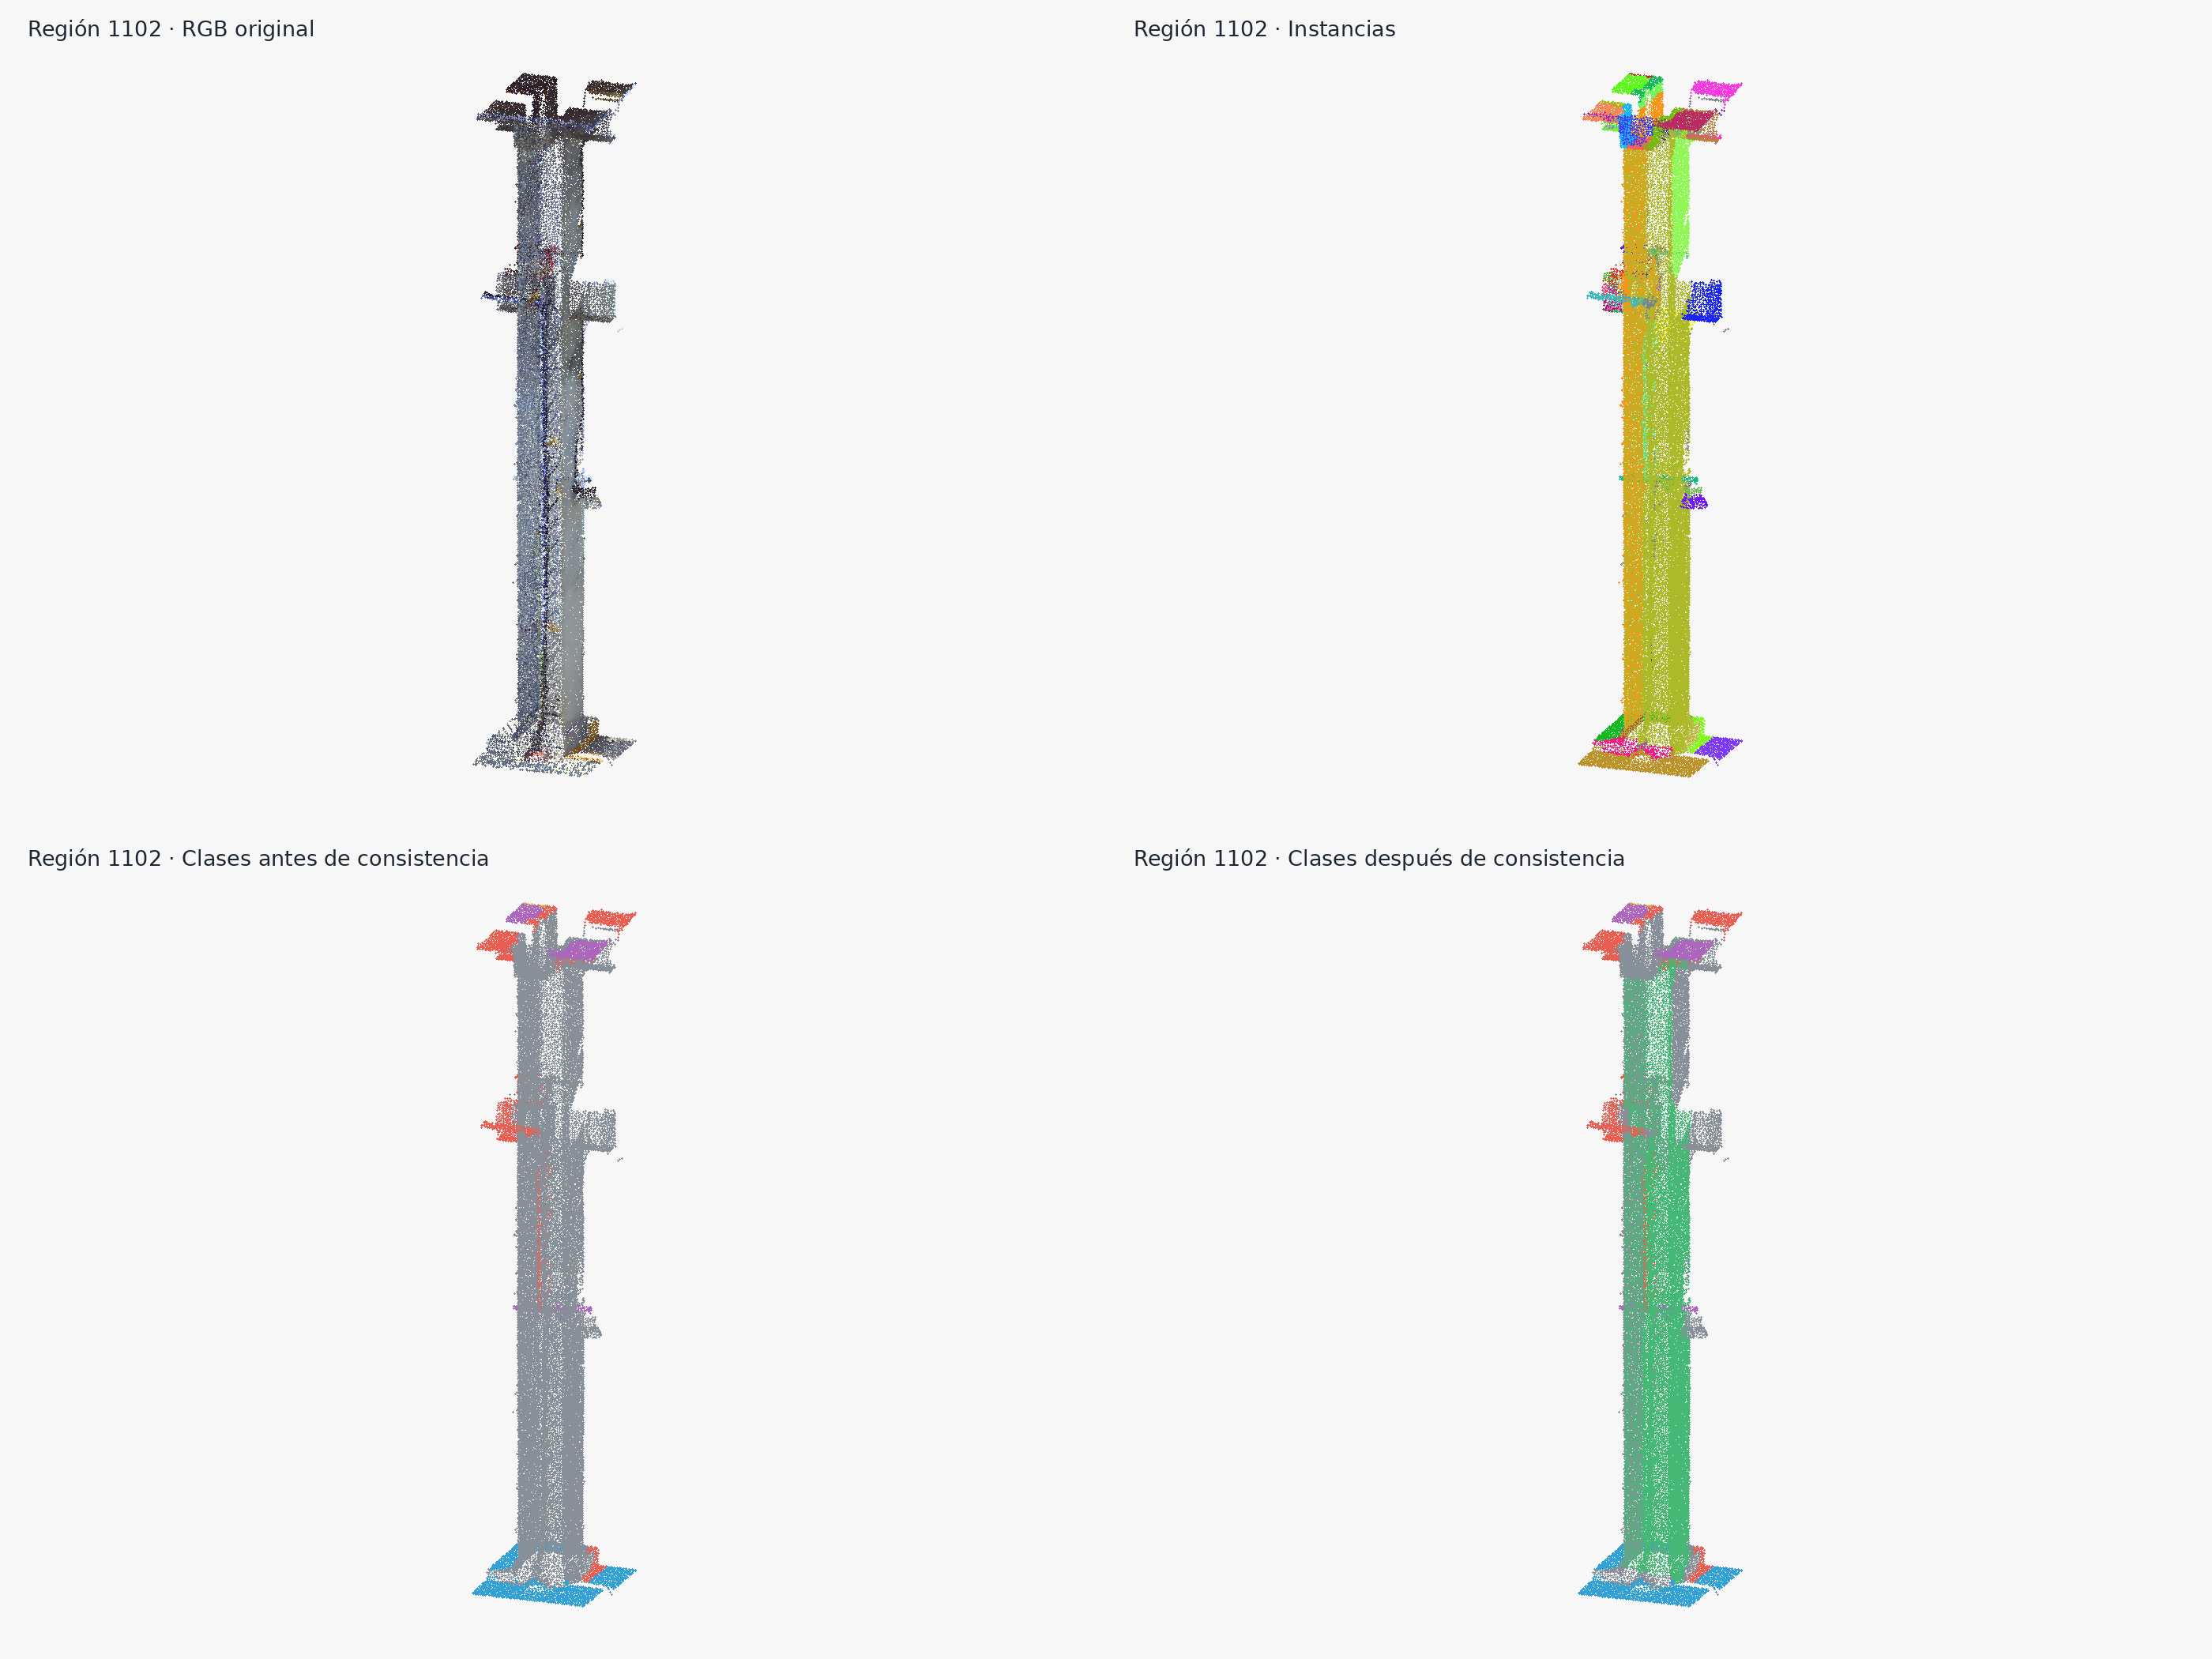 Región 1102 · RGB original
Región 1102 · Instancias
Región 1102 · Clases antes de consistencia
Región 1102 · Clases después de consistencia